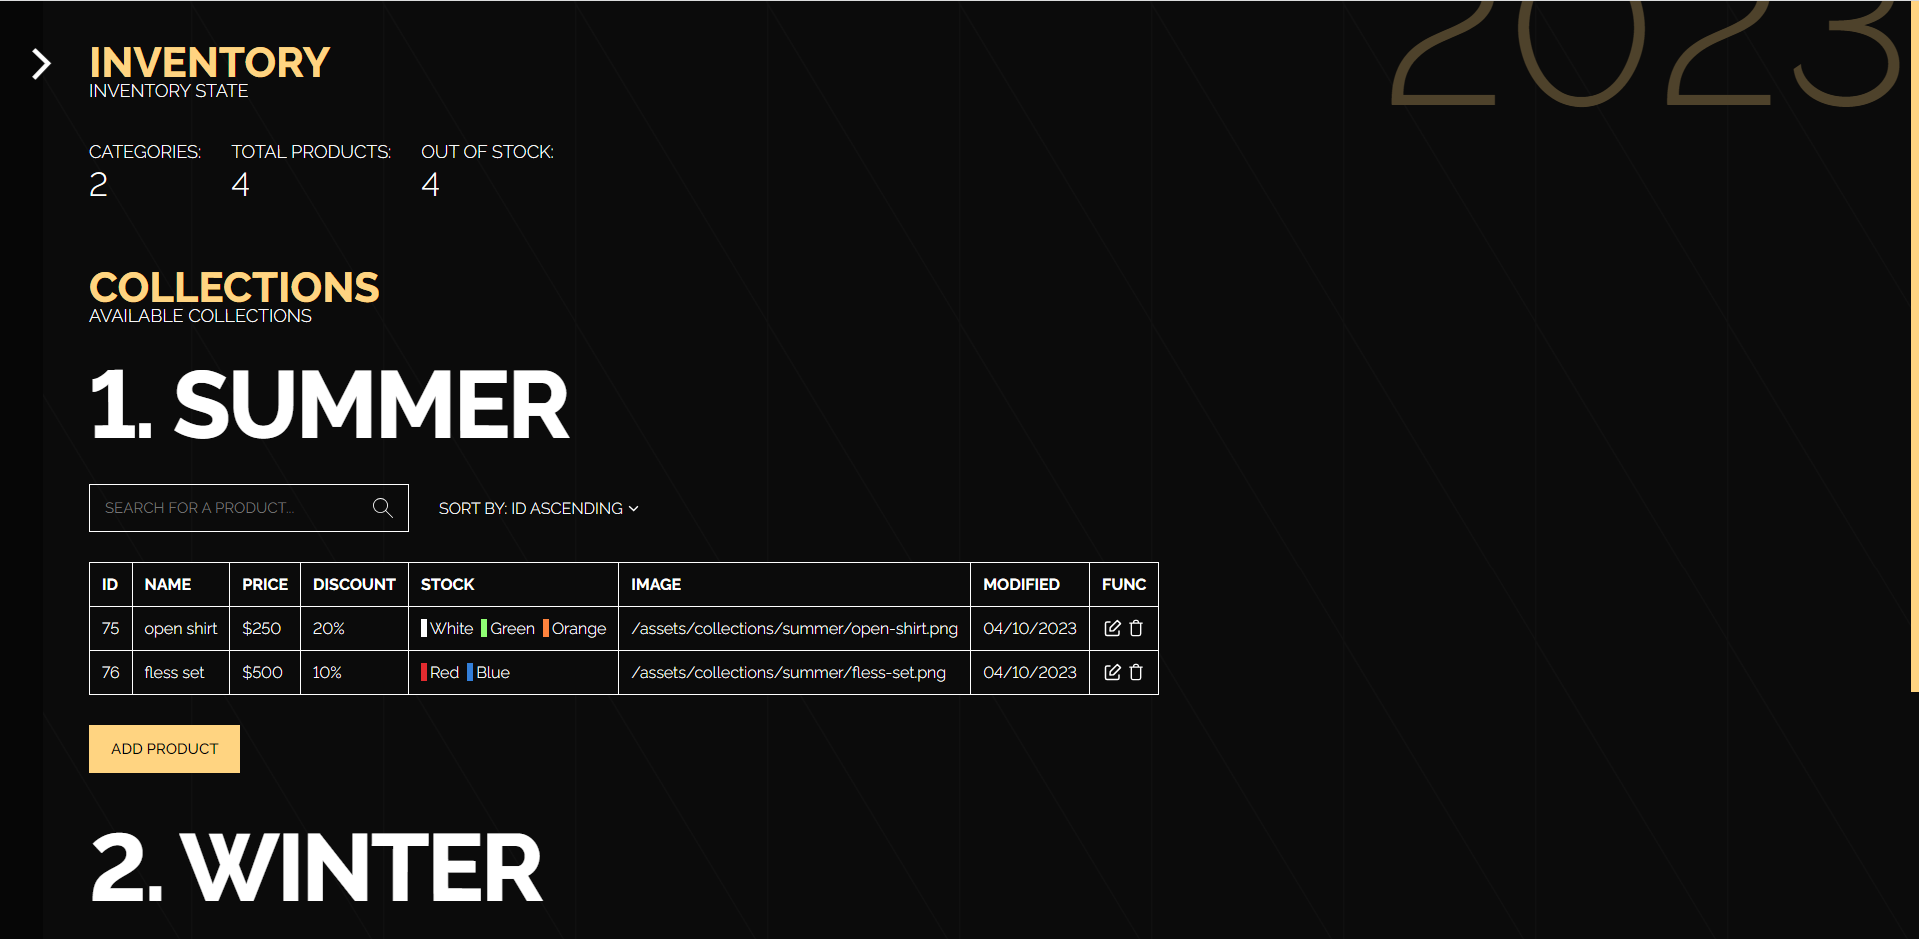 2023
INVENTORY
INVENTORY STATE
CATEGORIES: TOTAL PRODUCTS: OUT OF STOCK:
2 4 4
COLLECTIONS
AVAILABLE COLLECTIONS
1. SUMMER
SEARCH FOR A PRODUCT... SORT BY: ID ASCENDING
ID NAME PRICE DISCOUNT STOCK IMAGE MODIFIED FUNC
75 open shirt $250 20% White Green Orange /assets/collections/summer/open-shirt.png 04/10/2023
76 fless set $500 10% Red Blue /assets/collections/summer/fless-set.png 04/10/2023
ADD PRODUCT
2. WINTER